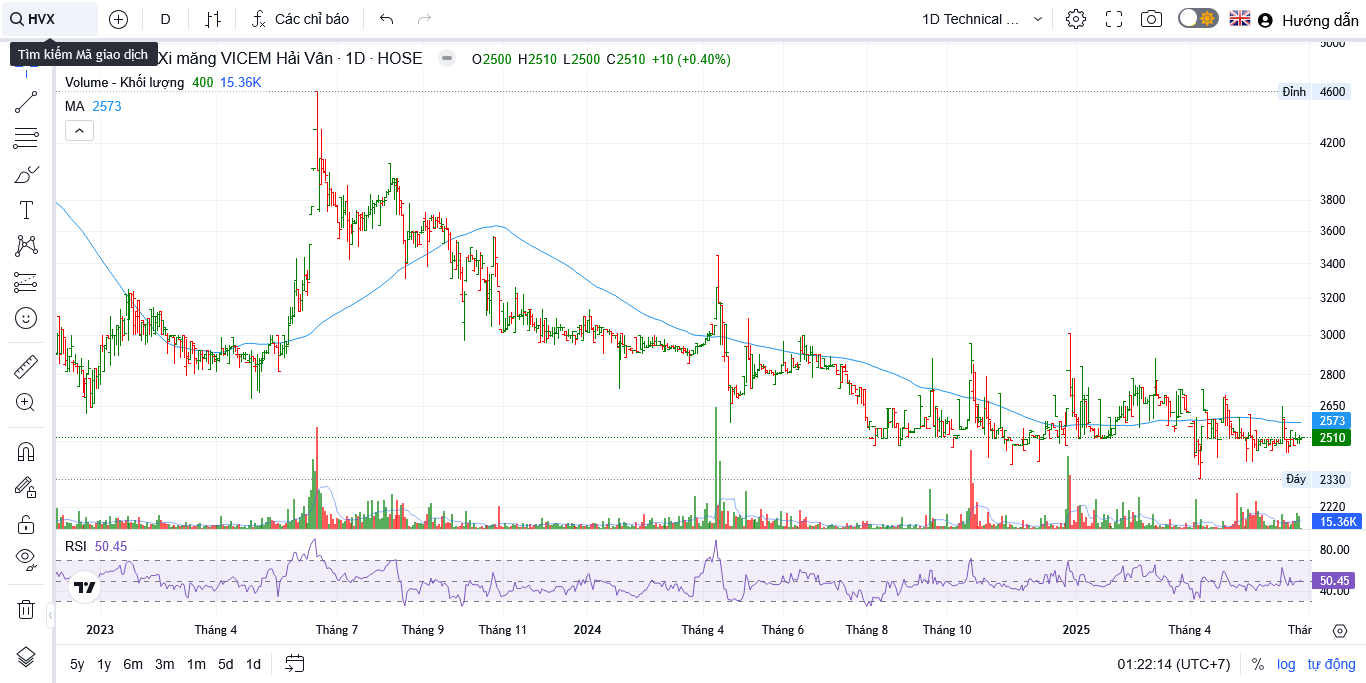 HVX
D
Các chỉ báo
1D Technical ...
Hướng dẫn
Tìm kiếm Mã giao dịch
Xi măng VICEM Hải Vân · 1D · HOSE
O2500 H2510 L2500 C2510 +10 (+0.40%)
Volume - Khối lượng 400 15.36K
MA 2573
5000
Đỉnh 4600
4200
3800
3600
3400
3200
3000
2800
2650
2573
2510
Đáy 2330
2220
15.36K
RSI 50.45
80.00
50.45
40.00
2023 Tháng 4 Tháng 7 Tháng 9 Tháng 11 2024 Tháng 4 Tháng 6 Tháng 8 Tháng 10 2025 Tháng 4 Thár
5y 1y 6m 3m 1m 5d 1d
01:22:14 (UTC+7) % log tự động